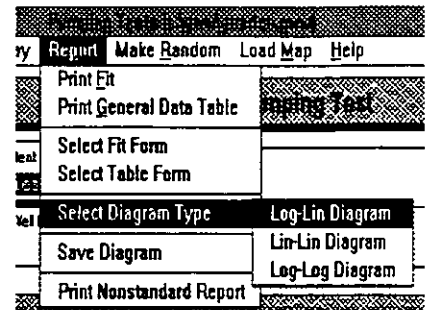 ry Report Make Random Load Map Help
Print Fit
Print General Data Table
Select Fit Form
Select Table Form
Select Diagram Type Log-Lin Diagram
Lin-Lin Diagram
Save Diagram
Log-Log Diagram
Print Nonstandard Report